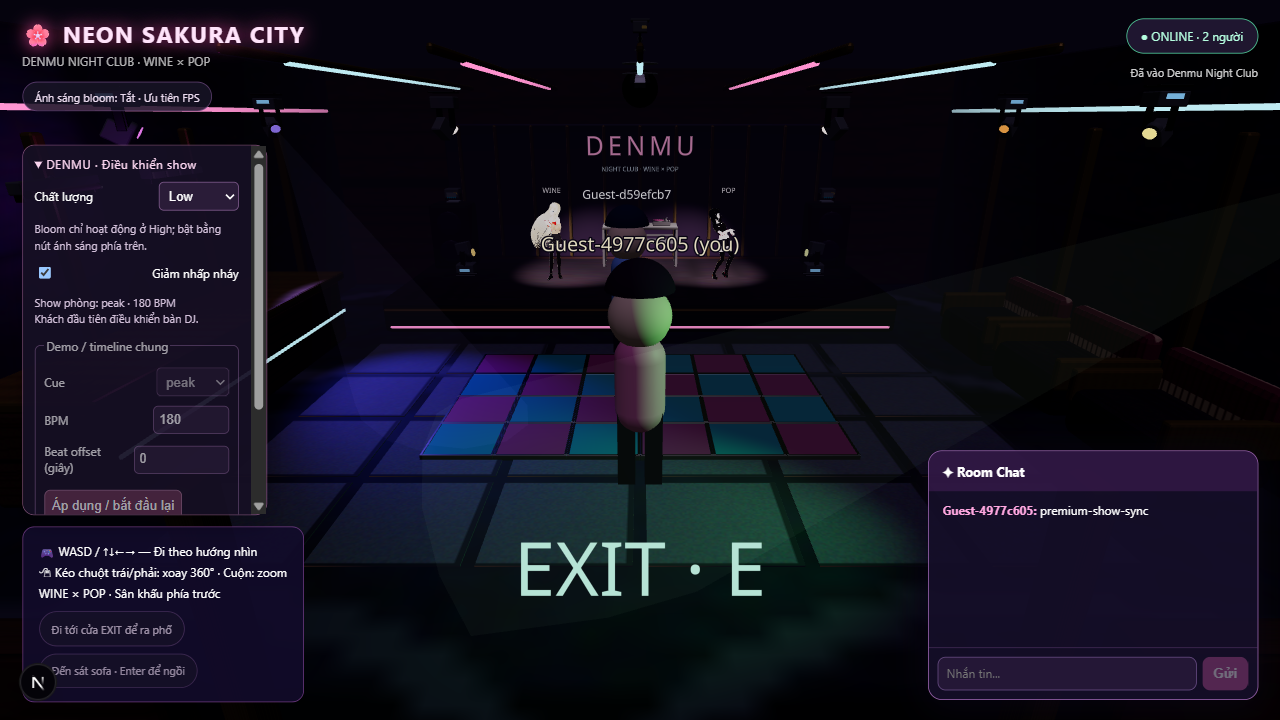 🌸 NEON SAKURA CITY
DENMU NIGHT CLUB · WINE × POP
Ánh sáng bloom: Tắt · Ưu tiên FPS
● ONLINE · 2 người
Đã vào Denmu Night Club
▼ DENMU · Điều khiển show
Chất lượng
Low
Bloom chỉ hoạt động ở High; bật bằng
nút ánh sáng phía trên.
Giảm nhấp nháy
Show phòng: peak · 180 BPM
Khách đầu tiên điều khiển bàn DJ.
Demo / timeline chung
Cue
peak
BPM
180
Beat offset
(giây)
0
Áp dụng / bắt đầu lại
DENMU
NIGHT CLUB · WINE × POP
WINE
POP
Guest-d59efcb7
Guest-4977c605 (you)
EXIT · E
🎮 WASD / ↑↓←→ — Đi theo hướng nhìn
🖱 Kéo chuột trái/phải: xoay 360° · Cuộn: zoom
WINE × POP · Sân khấu phía trước
Đi tới cửa EXIT để ra phố
Đến sát sofa · Enter để ngồi
N
✦ Room Chat
Guest-4977c605: premium-show-sync
Nhắn tin...
Gửi